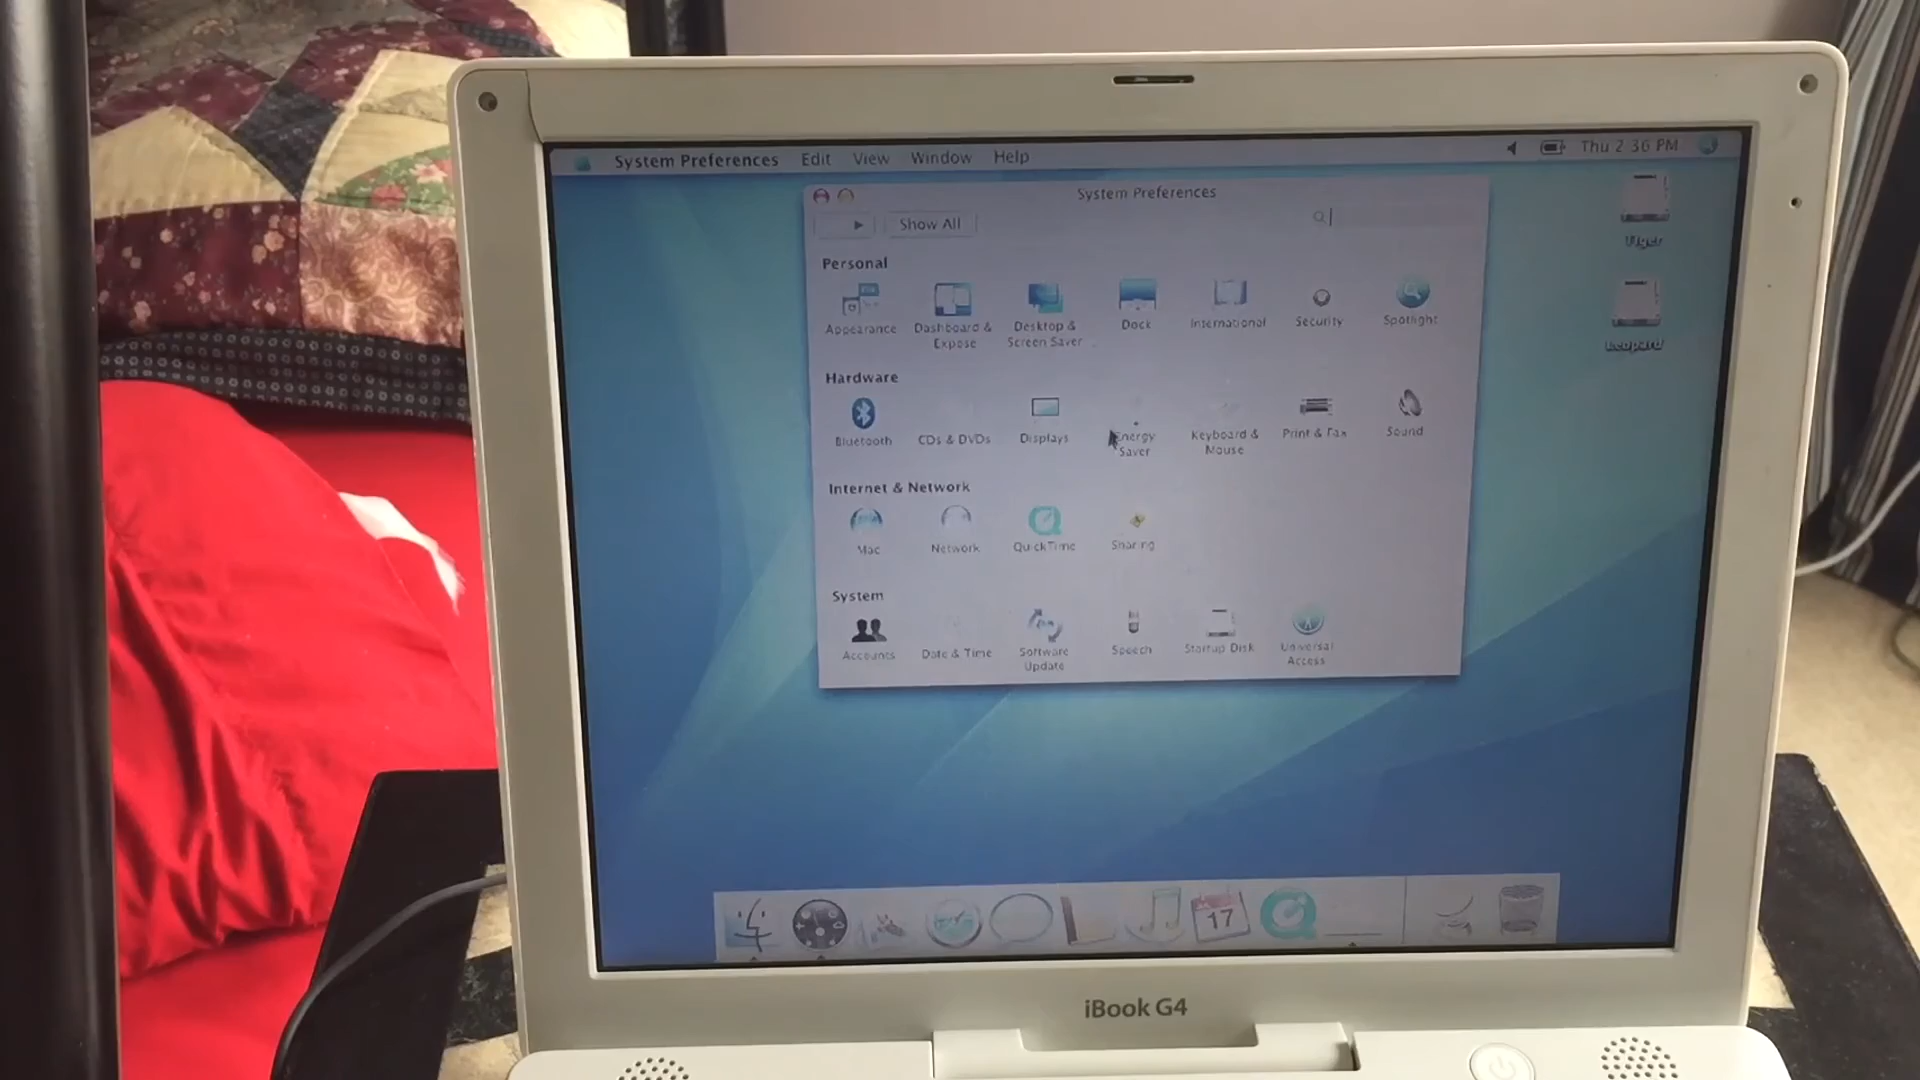 System Preferences Edit View Window Help
Thu 2:36 PM
System Preferences
Show All
Personal
Appearance
Dashboard &
Expose
Desktop &
Screen Saver
Dock
International
Security
Spotlight
Hardware
Bluetooth
CDs & DVDs
Displays
Energy
Saver
Keyboard &
Mouse
Print & Fax
Sound
Internet & Network
.Mac
Network
QuickTime
Sharing
System
Accounts
Date & Time
Software
Update
Speech
Startup Disk
Universal
Access
Tiger
Leopard
17
iBook G4